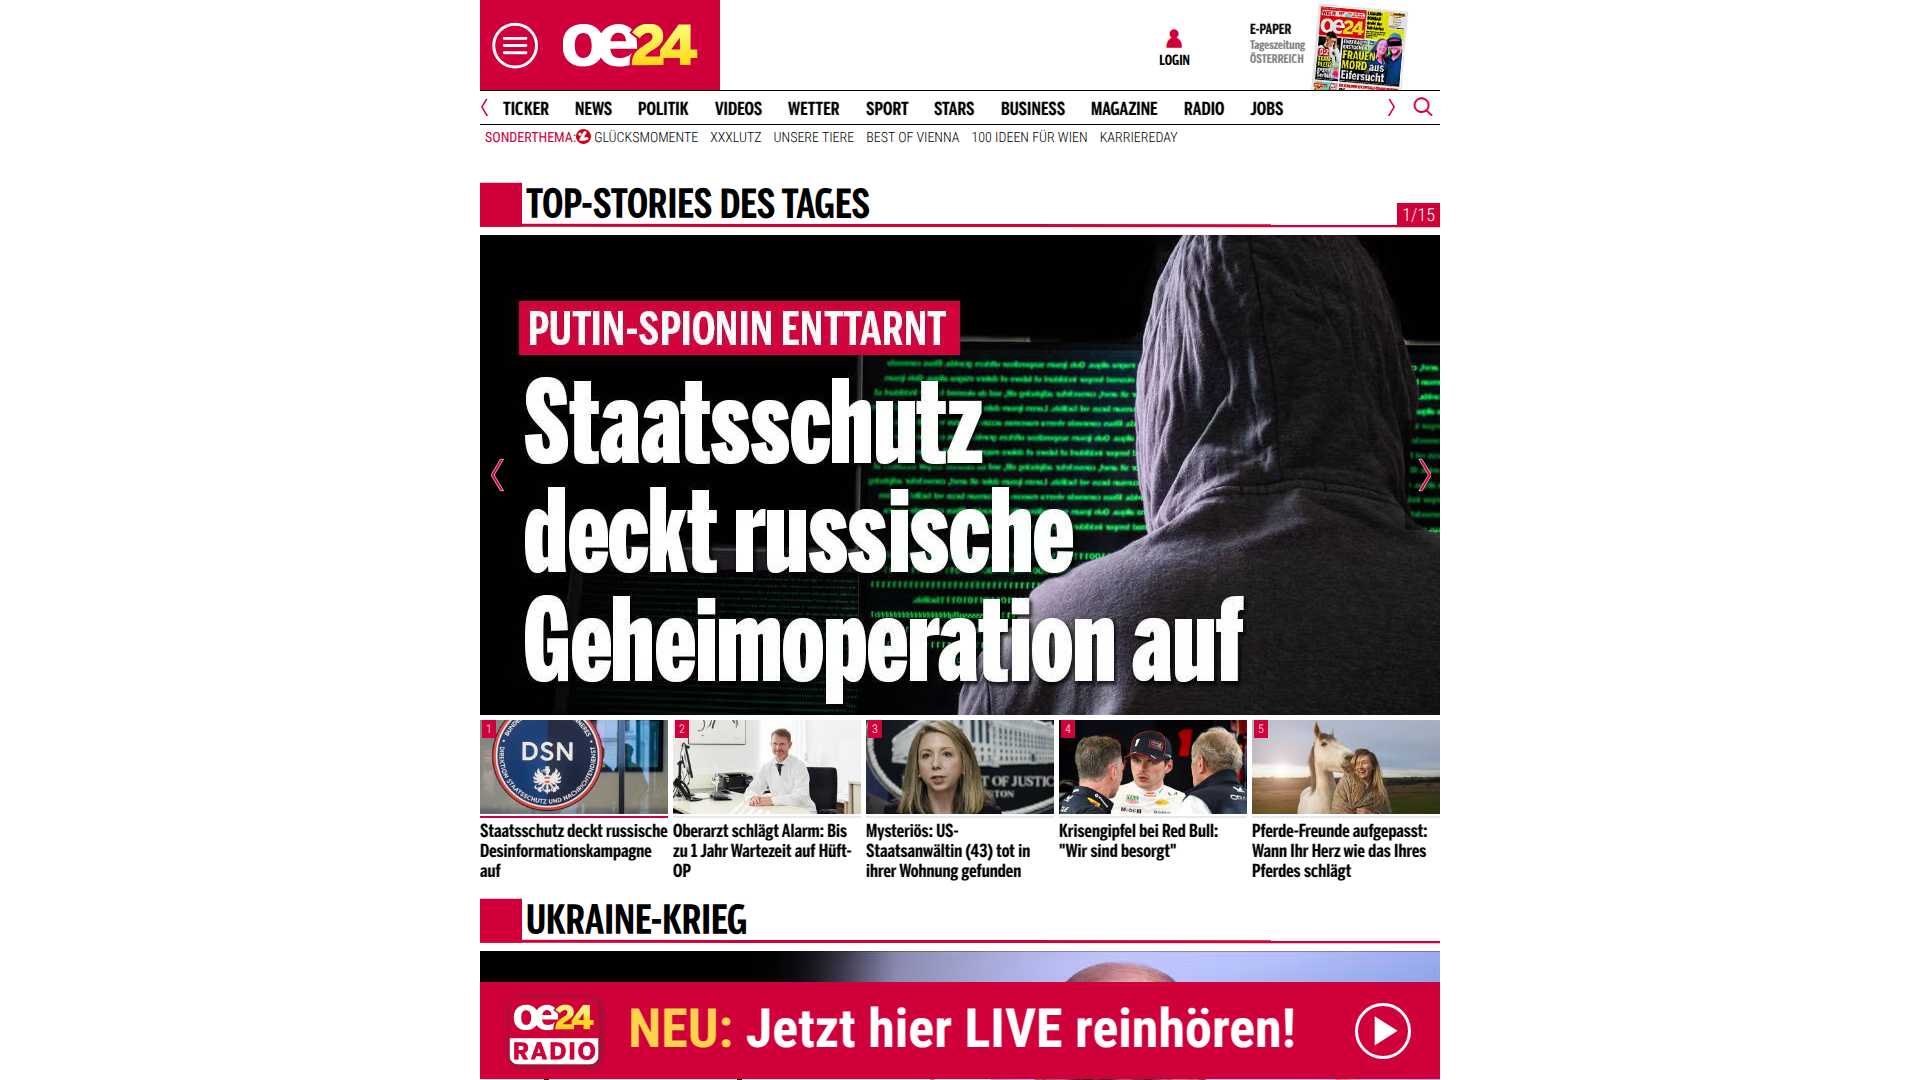 oe24
LOGIN
E-PAPER
Tageszeitung
ÖSTERREICH
oe24
FRAUEN
MORD aus
Eifersucht
TICKER NEWS POLITIK VIDEOS WETTER SPORT STARS BUSINESS MAGAZINE RADIO JOBS
SONDERTHEMA: GLÜCKSMOMENTE XXXLUTZ UNSERE TIERE BEST OF VIENNA 100 IDEEN FÜR WIEN KARRIEREDAY
TOP-STORIES DES TAGES
1/15
PUTIN-SPIONIN ENTTARNT
Staatsschutz
deckt russische
Geheimoperation auf
1
DSN
DIREKTION STAATSSCHUTZ UND NACHRICHTENDIENST
2
3
T OF JUSTIC
4
5
Staatsschutz deckt russische
Desinformationskampagne
auf
Oberarzt schlägt Alarm: Bis
zu 1 Jahr Wartezeit auf Hüft-
OP
Mysteriös: US-
Staatsanwältin (43) tot in
ihrer Wohnung gefunden
Krisengipfel bei Red Bull:
"Wir sind besorgt"
Pferde-Freunde aufgepasst:
Wann Ihr Herz wie das Ihres
Pferdes schlägt
UKRAINE-KRIEG
oe24
RADIO
NEU: Jetzt hier LIVE reinhören!